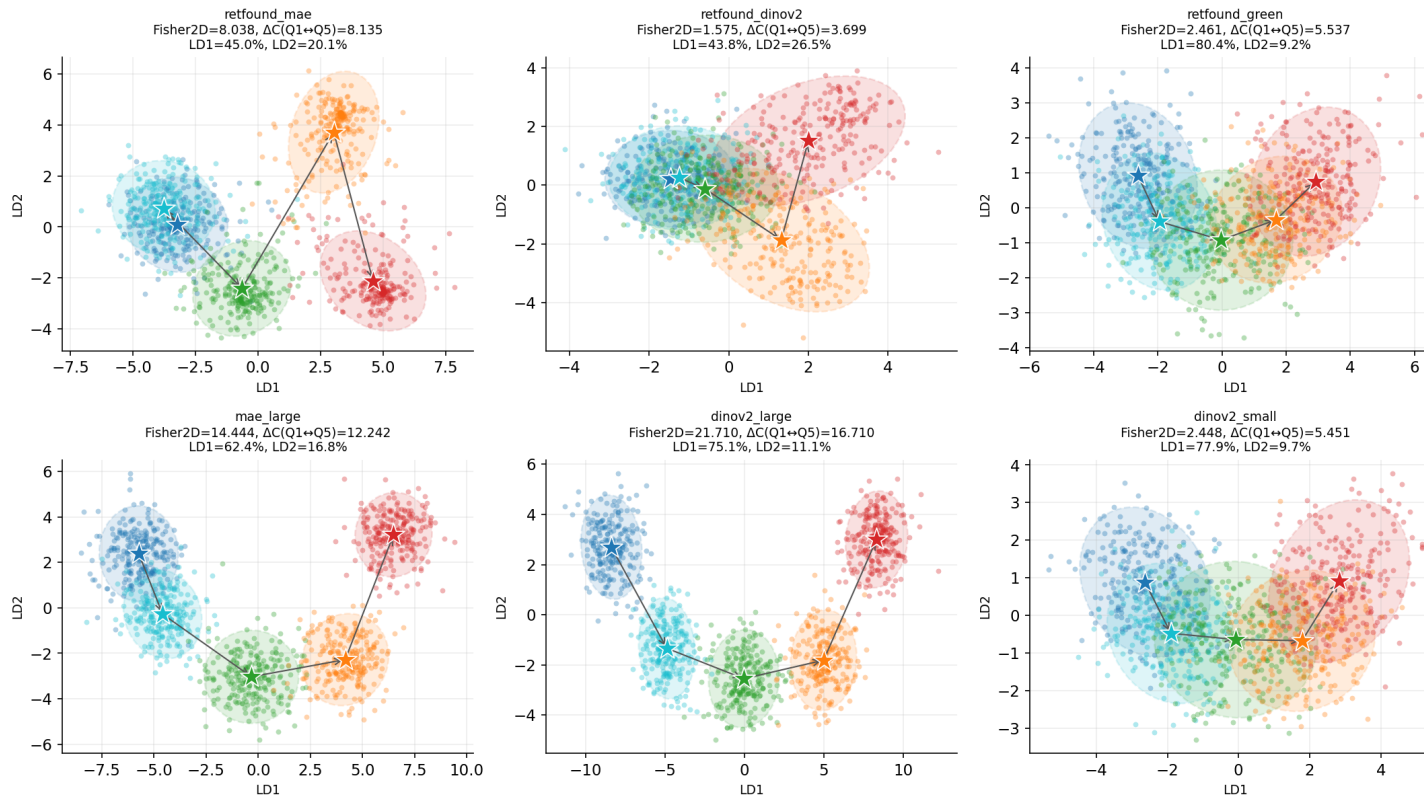 retfound_mae
Fisher2D=8.038, ΔC(Q1↔Q5)=8.135
LD1=45.0%, LD2=20.1%
6
4
2
0
−2
−4
LD2
−7.5
−5.0
−2.5
0.0
2.5
5.0
7.5
LD1
retfound_dinov2
Fisher2D=1.575, ΔC(Q1↔Q5)=3.699
LD1=43.8%, LD2=26.5%
4
2
0
−2
−4
LD2
−4
−2
0
2
4
LD1
retfound_green
Fisher2D=2.461, ΔC(Q1↔Q5)=5.537
LD1=80.4%, LD2=9.2%
4
3
2
1
0
−1
−2
−3
−4
LD2
−6
−4
−2
0
2
4
6
LD1
mae_large
Fisher2D=14.444, ΔC(Q1↔Q5)=12.242
LD1=62.4%, LD2=16.8%
6
4
2
0
−2
−4
−6
LD2
−7.5
−5.0
−2.5
0.0
2.5
5.0
7.5
10.0
LD1
dinov2_large
Fisher2D=21.710, ΔC(Q1↔Q5)=16.710
LD1=75.1%, LD2=11.1%
6
4
2
0
−2
−4
LD2
−10
−5
0
5
10
LD1
dinov2_small
Fisher2D=2.448, ΔC(Q1↔Q5)=5.451
LD1=77.9%, LD2=9.7%
4
3
2
1
0
−1
−2
−3
LD2
−4
−2
0
2
4
LD1